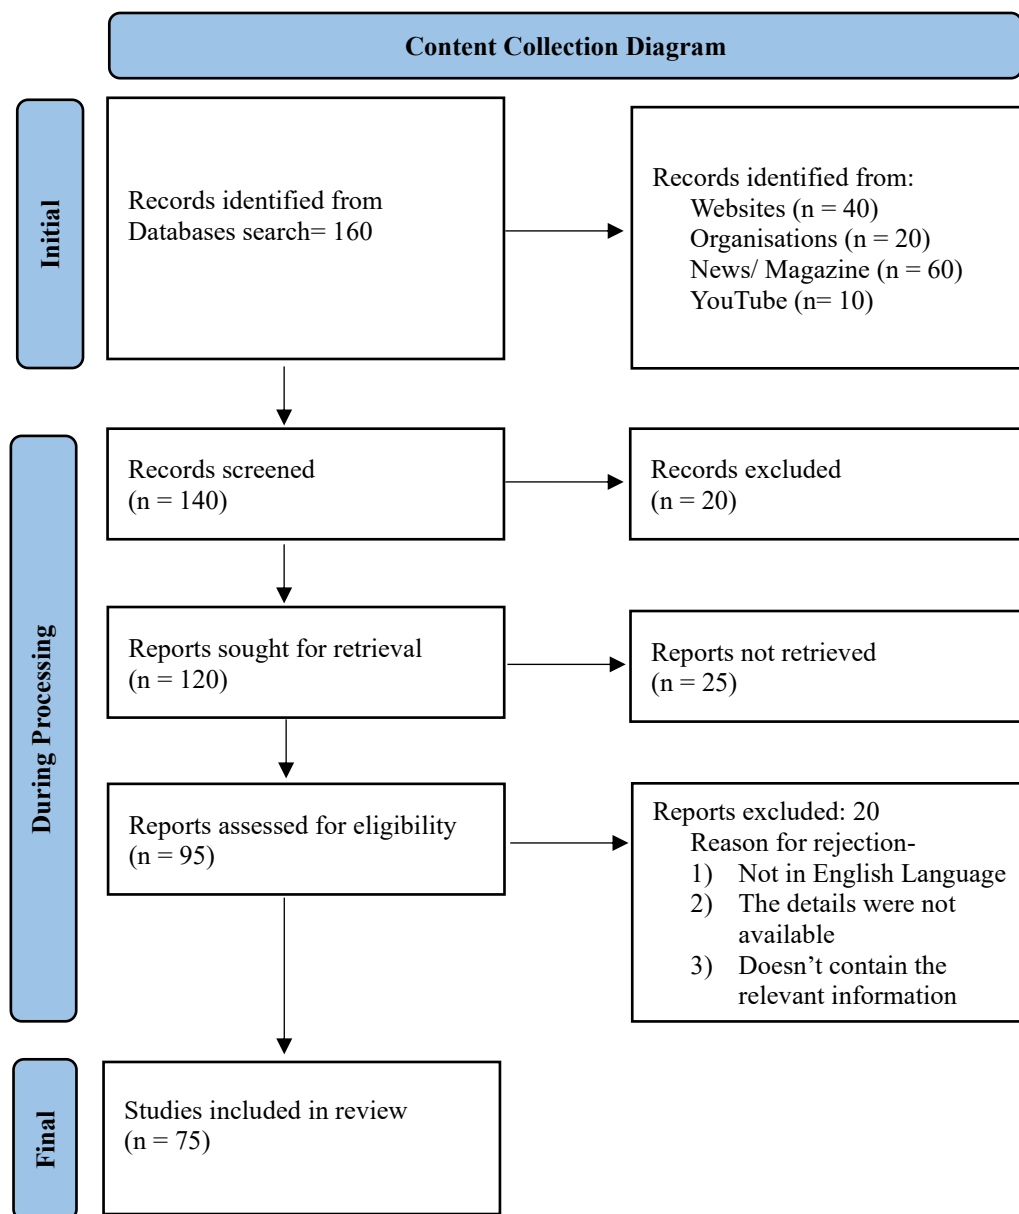 Content Collection Diagram
Initial
Records identified from
Databases search= 160
Records identified from:
Websites (n = 40)
Organisations (n = 20)
News/ Magazine (n = 60)
YouTube (n= 10)
During Processing
Records screened
(n = 140)
Records excluded
(n = 20)
Reports sought for retrieval
(n = 120)
Reports not retrieved
(n = 25)
Reports assessed for eligibility
(n = 95)
Reports excluded: 20
Reason for rejection-
1) Not in English Language
2) The details were not
available
3) Doesn’t contain the
relevant information
Final
Studies included in review
(n = 75)